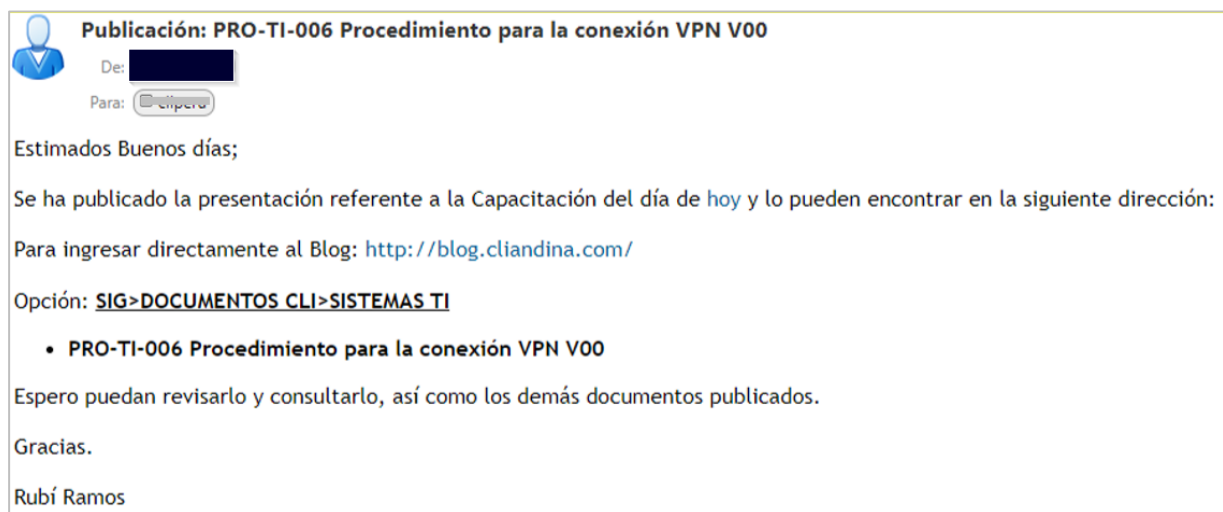 Publicación: PRO-TI-006 Procedimiento para la conexión VPN V00
De:
Para:
Estimados Buenos días;
Se ha publicado la presentación referente a la Capacitación del día de hoy y lo pueden encontrar en la siguiente dirección:
Para ingresar directamente al Blog: http://blog.cliandina.com/
Opción: SIG>DOCUMENTOS CLI>SISTEMAS TI
• PRO-TI-006 Procedimiento para la conexión VPN V00
Espero puedan revisarlo y consultarlo, así como los demás documentos publicados.
Gracias.
Rubí Ramos